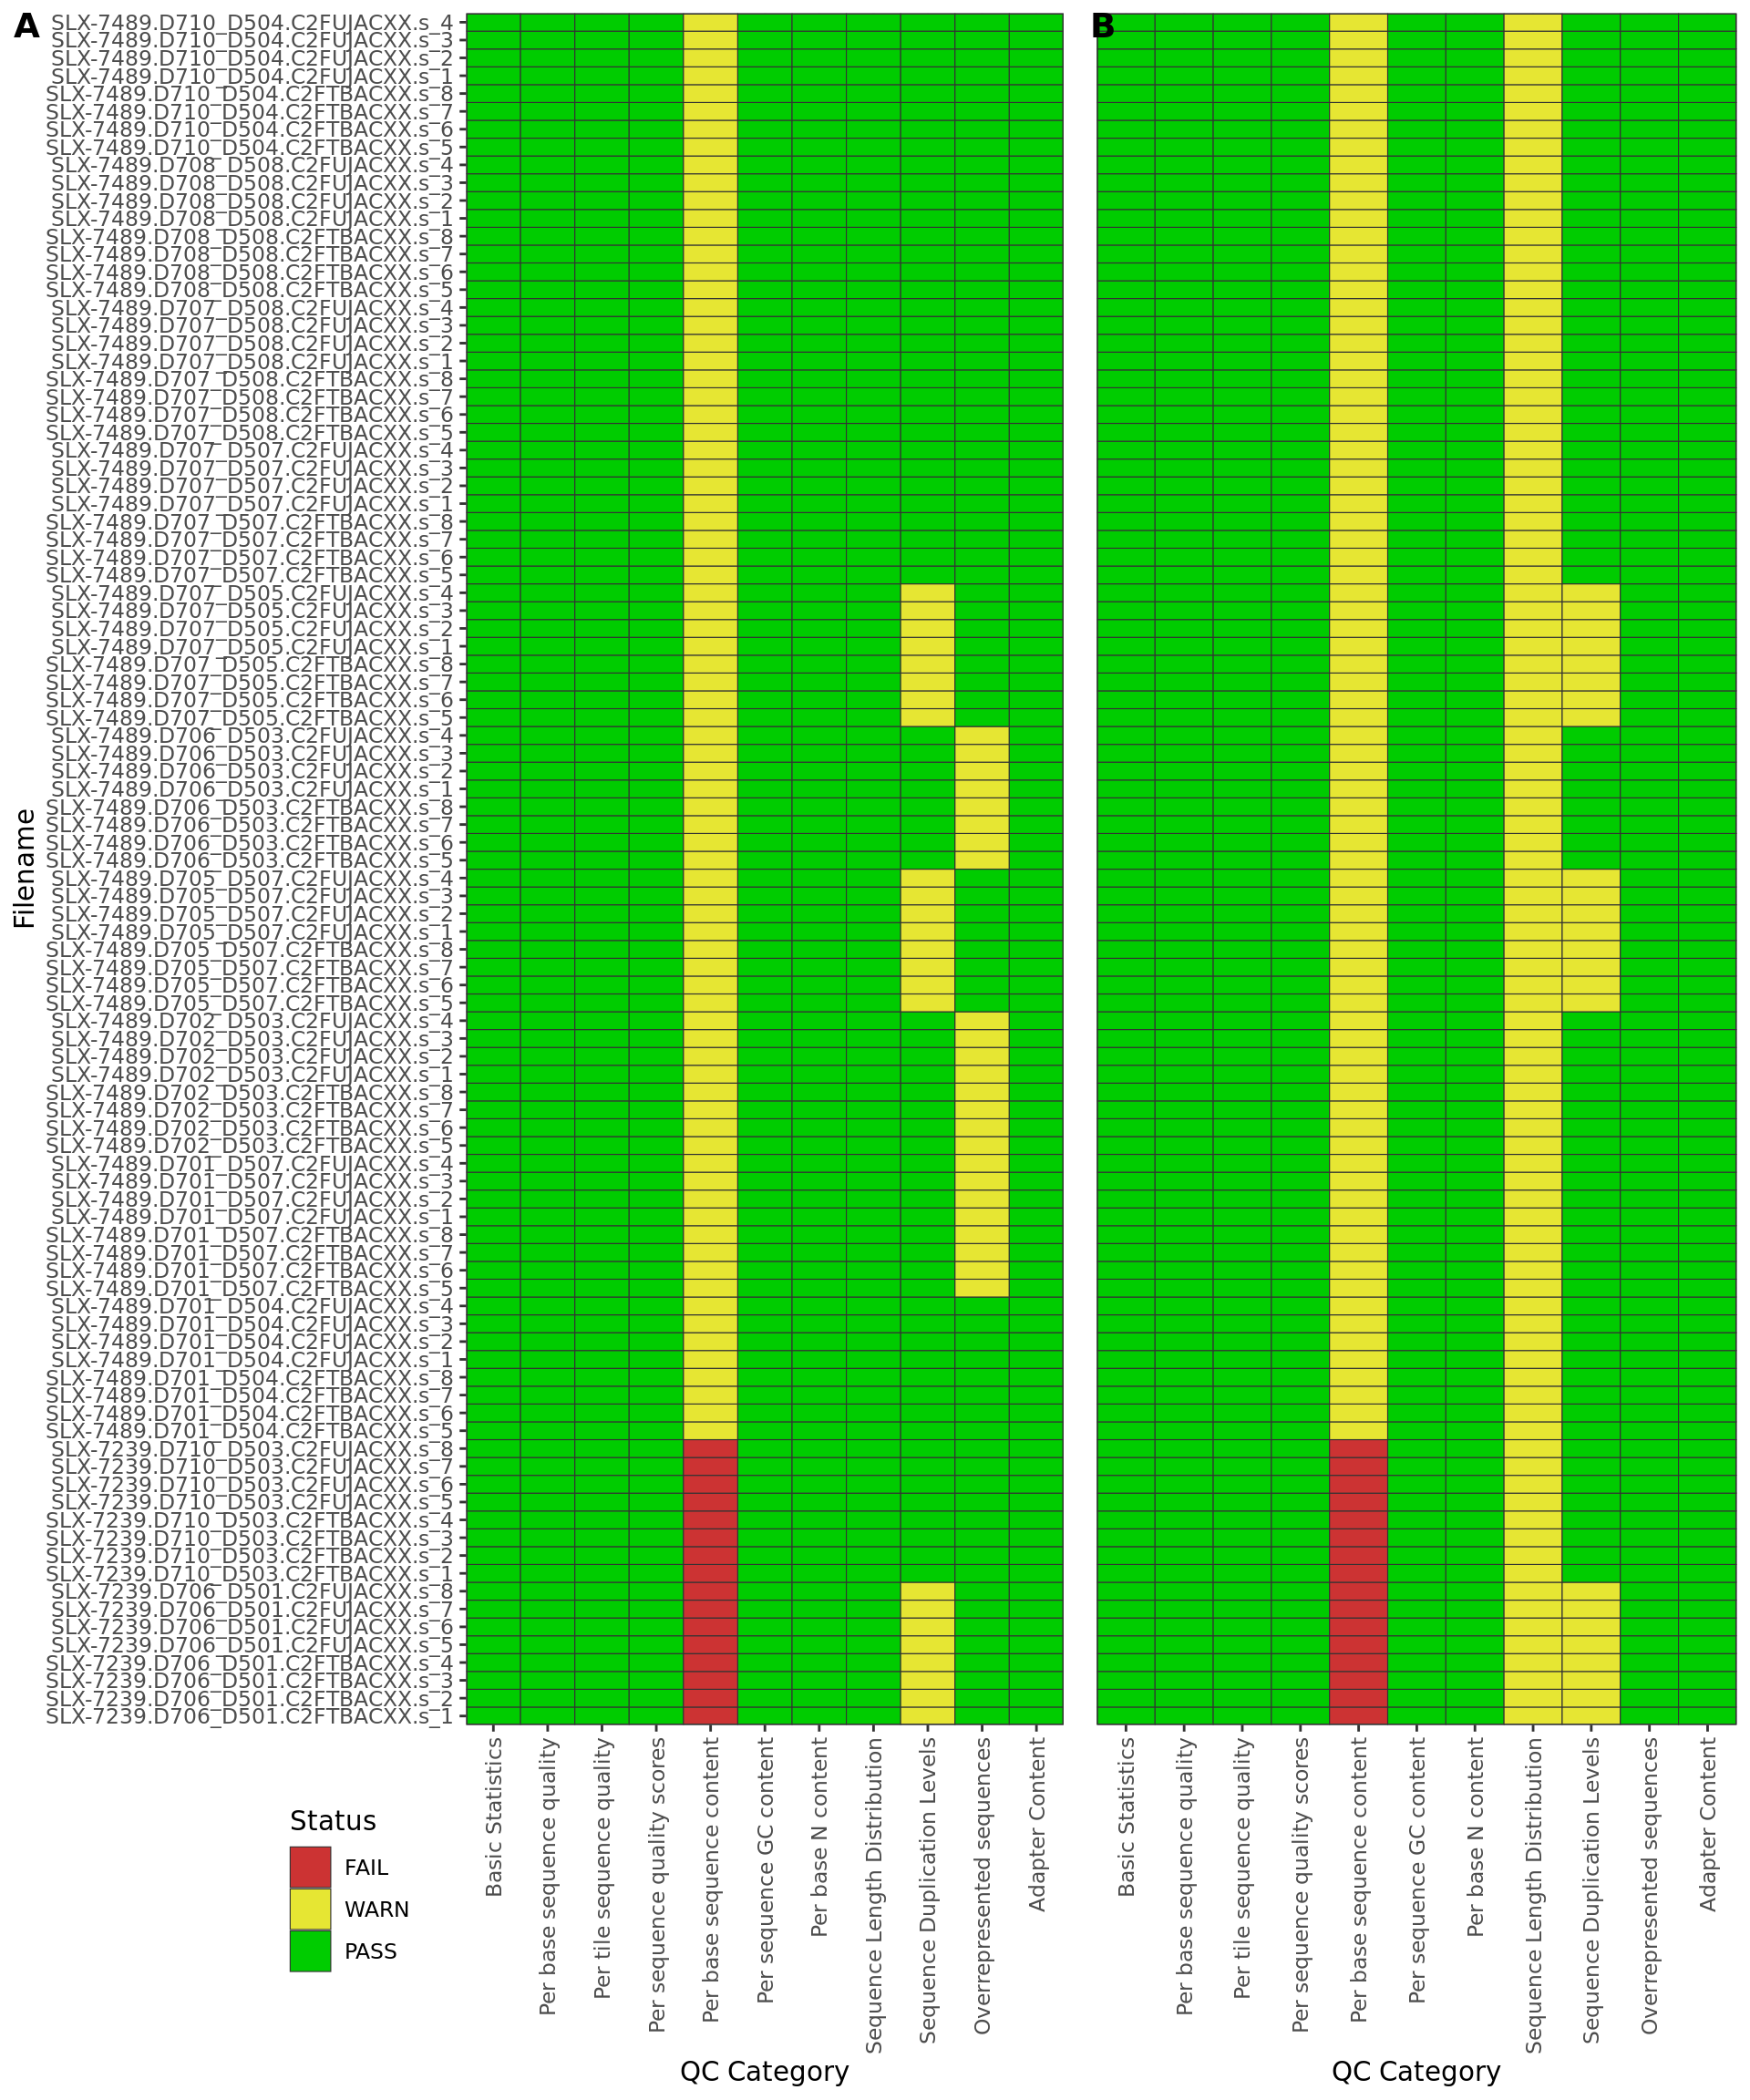 A
B
SLX-7489.D710_D504.C2FUJACXX.s_4
SLX-7489.D710_D504.C2FUJACXX.s_3
SLX-7489.D710_D504.C2FUJACXX.s_2
SLX-7489.D710_D504.C2FUJACXX.s_1
SLX-7489.D710_D504.C2FTBACXX.s_8
SLX-7489.D710_D504.C2FTBACXX.s_7
SLX-7489.D710_D504.C2FTBACXX.s_6
SLX-7489.D710_D504.C2FTBACXX.s_5
SLX-7489.D708_D508.C2FUJACXX.s_4
SLX-7489.D708_D508.C2FUJACXX.s_3
SLX-7489.D708_D508.C2FUJACXX.s_2
SLX-7489.D708_D508.C2FUJACXX.s_1
SLX-7489.D708_D508.C2FTBACXX.s_8
SLX-7489.D708_D508.C2FTBACXX.s_7
SLX-7489.D708_D508.C2FTBACXX.s_6
SLX-7489.D708_D508.C2FTBACXX.s_5
SLX-7489.D707_D508.C2FUJACXX.s_4
SLX-7489.D707_D508.C2FUJACXX.s_3
SLX-7489.D707_D508.C2FUJACXX.s_2
SLX-7489.D707_D508.C2FUJACXX.s_1
SLX-7489.D707_D508.C2FTBACXX.s_8
SLX-7489.D707_D508.C2FTBACXX.s_7
SLX-7489.D707_D508.C2FTBACXX.s_6
SLX-7489.D707_D508.C2FTBACXX.s_5
SLX-7489.D707_D507.C2FUJACXX.s_4
SLX-7489.D707_D507.C2FUJACXX.s_3
SLX-7489.D707_D507.C2FUJACXX.s_2
SLX-7489.D707_D507.C2FUJACXX.s_1
SLX-7489.D707_D507.C2FTBACXX.s_8
SLX-7489.D707_D507.C2FTBACXX.s_7
SLX-7489.D707_D507.C2FTBACXX.s_6
SLX-7489.D707_D507.C2FTBACXX.s_5
SLX-7489.D707_D505.C2FUJACXX.s_4
SLX-7489.D707_D505.C2FUJACXX.s_3
SLX-7489.D707_D505.C2FUJACXX.s_2
SLX-7489.D707_D505.C2FUJACXX.s_1
SLX-7489.D707_D505.C2FTBACXX.s_8
SLX-7489.D707_D505.C2FTBACXX.s_7
SLX-7489.D707_D505.C2FTBACXX.s_6
SLX-7489.D707_D505.C2FTBACXX.s_5
SLX-7489.D706_D503.C2FUJACXX.s_4
SLX-7489.D706_D503.C2FUJACXX.s_3
SLX-7489.D706_D503.C2FUJACXX.s_2
SLX-7489.D706_D503.C2FUJACXX.s_1
SLX-7489.D706_D503.C2FTBACXX.s_8
SLX-7489.D706_D503.C2FTBACXX.s_7
SLX-7489.D706_D503.C2FTBACXX.s_6
SLX-7489.D706_D503.C2FTBACXX.s_5
SLX-7489.D705_D507.C2FUJACXX.s_4
SLX-7489.D705_D507.C2FUJACXX.s_3
SLX-7489.D705_D507.C2FUJACXX.s_2
SLX-7489.D705_D507.C2FUJACXX.s_1
SLX-7489.D705_D507.C2FTBACXX.s_8
SLX-7489.D705_D507.C2FTBACXX.s_7
SLX-7489.D705_D507.C2FTBACXX.s_6
SLX-7489.D705_D507.C2FTBACXX.s_5
SLX-7489.D702_D503.C2FUJACXX.s_4
SLX-7489.D702_D503.C2FUJACXX.s_3
SLX-7489.D702_D503.C2FUJACXX.s_2
SLX-7489.D702_D503.C2FUJACXX.s_1
SLX-7489.D702_D503.C2FTBACXX.s_8
SLX-7489.D702_D503.C2FTBACXX.s_7
SLX-7489.D702_D503.C2FTBACXX.s_6
SLX-7489.D702_D503.C2FTBACXX.s_5
SLX-7489.D701_D507.C2FUJACXX.s_4
SLX-7489.D701_D507.C2FUJACXX.s_3
SLX-7489.D701_D507.C2FUJACXX.s_2
SLX-7489.D701_D507.C2FUJACXX.s_1
SLX-7489.D701_D507.C2FTBACXX.s_8
SLX-7489.D701_D507.C2FTBACXX.s_7
SLX-7489.D701_D507.C2FTBACXX.s_6
SLX-7489.D701_D507.C2FTBACXX.s_5
SLX-7489.D701_D504.C2FUJACXX.s_4
SLX-7489.D701_D504.C2FUJACXX.s_3
SLX-7489.D701_D504.C2FUJACXX.s_2
SLX-7489.D701_D504.C2FUJACXX.s_1
SLX-7489.D701_D504.C2FTBACXX.s_8
SLX-7489.D701_D504.C2FTBACXX.s_7
SLX-7489.D701_D504.C2FTBACXX.s_6
SLX-7489.D701_D504.C2FTBACXX.s_5
SLX-7239.D710_D503.C2FUJACXX.s_8
SLX-7239.D710_D503.C2FUJACXX.s_7
SLX-7239.D710_D503.C2FUJACXX.s_6
SLX-7239.D710_D503.C2FUJACXX.s_5
SLX-7239.D710_D503.C2FTBACXX.s_4
SLX-7239.D710_D503.C2FTBACXX.s_3
SLX-7239.D710_D503.C2FTBACXX.s_2
SLX-7239.D710_D503.C2FTBACXX.s_1
SLX-7239.D706_D501.C2FUJACXX.s_8
SLX-7239.D706_D501.C2FUJACXX.s_7
SLX-7239.D706_D501.C2FUJACXX.s_6
SLX-7239.D706_D501.C2FUJACXX.s_5
SLX-7239.D706_D501.C2FTBACXX.s_4
SLX-7239.D706_D501.C2FTBACXX.s_3
SLX-7239.D706_D501.C2FTBACXX.s_2
SLX-7239.D706_D501.C2FTBACXX.s_1
Filename
Basic Statistics
Per base sequence quality
Per tile sequence quality
Per sequence quality scores
Per base sequence content
Per sequence GC content
Per base N content
Sequence Length Distribution
Sequence Duplication Levels
Overrepresented sequences
Adapter Content
QC Category
Basic Statistics
Per base sequence quality
Per tile sequence quality
Per sequence quality scores
Per base sequence content
Per sequence GC content
Per base N content
Sequence Length Distribution
Sequence Duplication Levels
Overrepresented sequences
Adapter Content
QC Category
Status
FAIL
WARN
PASS